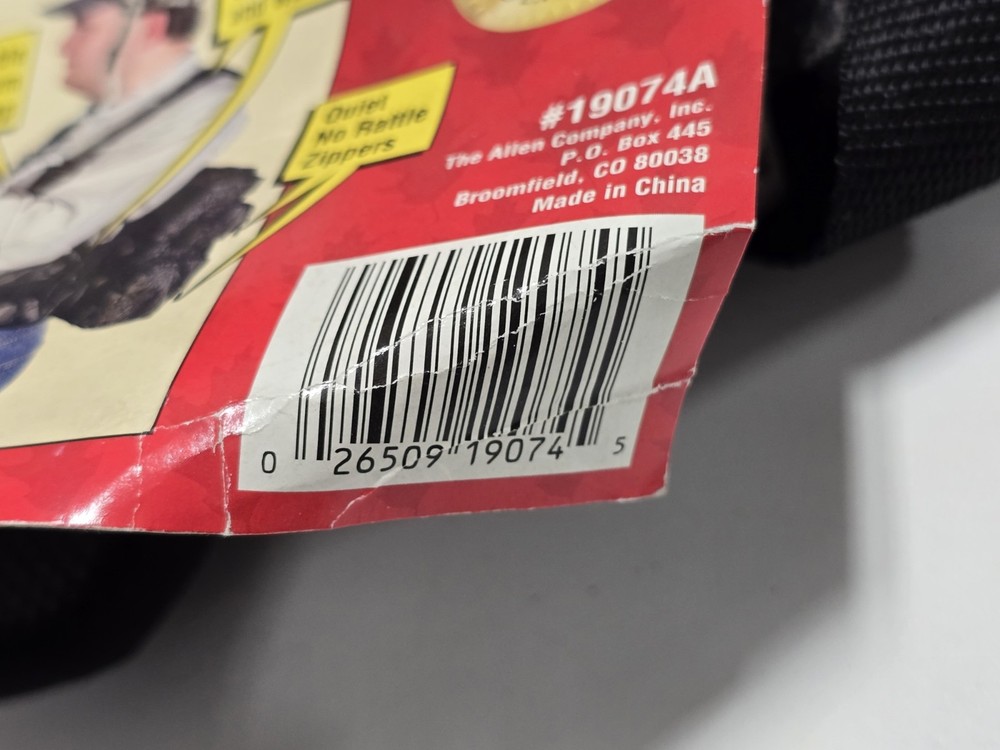 Quiet
No Rattle
Zippers
#19074A
The Allen Company, Inc.
P.O. Box 445
Broomfield, CO 80038
Made in China
0 26509 19074 5